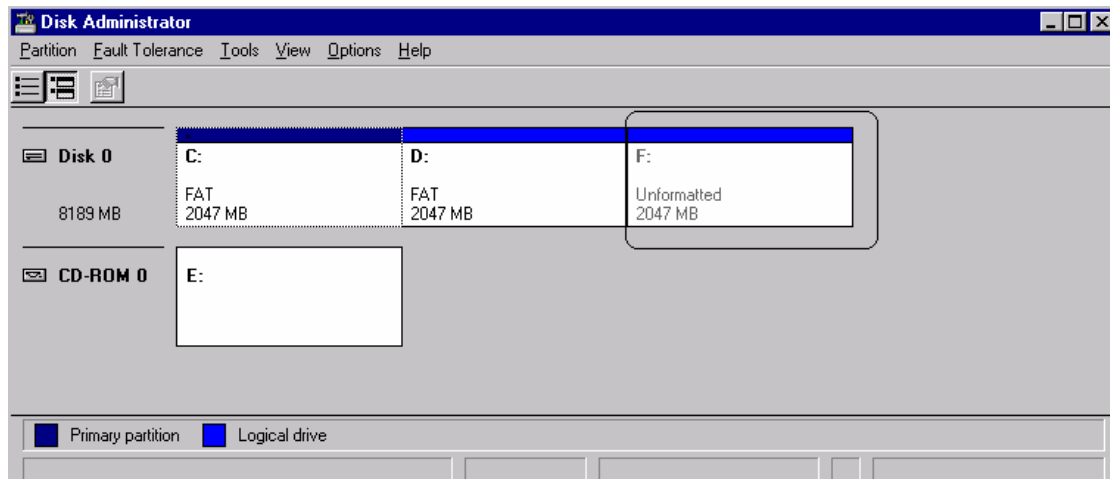 Disk Administrator
Partition Fault Tolerance Tools View Options Help
Disk 0
8189 MB
C:
FAT
2047 MB
D:
FAT
2047 MB
F:
Unformatted
2047 MB
CD-ROM 0
E:
Primary partition Logical drive